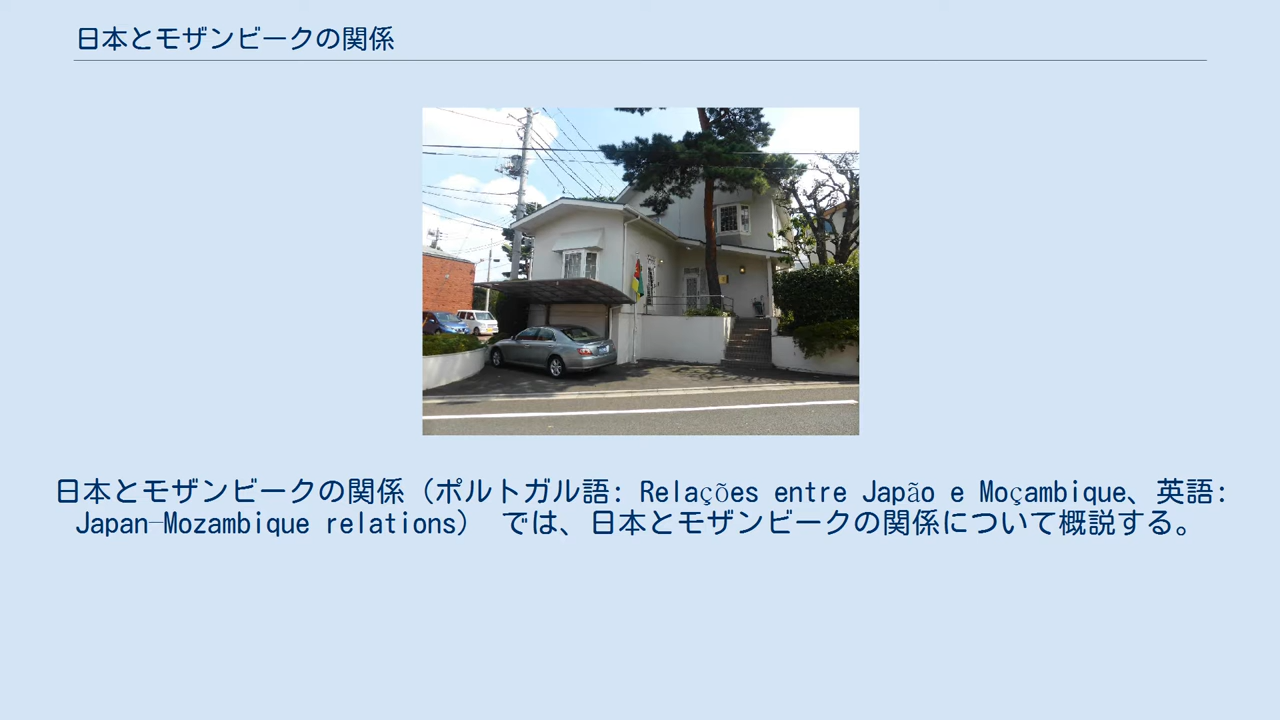 日本とモザンビークの関係
日本とモザンビークの関係（ポルトガル語: Relações entre Japão e Moçambique、英語:
Japan–Mozambique relations） では、日本とモザンビークの関係について概説する。